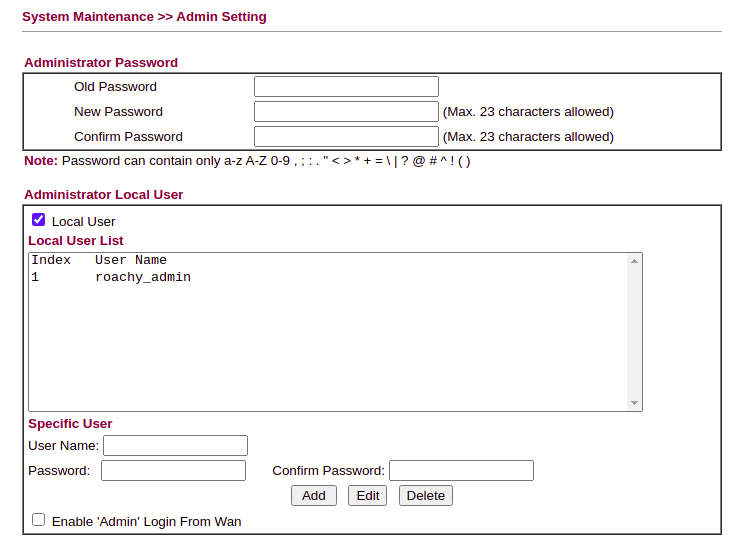 System Maintenance >> Admin Setting
Administrator Password
Old Password
New Password (Max. 23 characters allowed)
Confirm Password (Max. 23 characters allowed)
Note: Password can contain only a-z A-Z 0-9 , ; : . " < > * + = \ | ? @ # ^ ! ( )
Administrator Local User
Local User
Local User List
Index User Name
1 roachy_admin
Specific User
User Name:
Password: Confirm Password:
Add Edit Delete
Enable 'Admin' Login From Wan